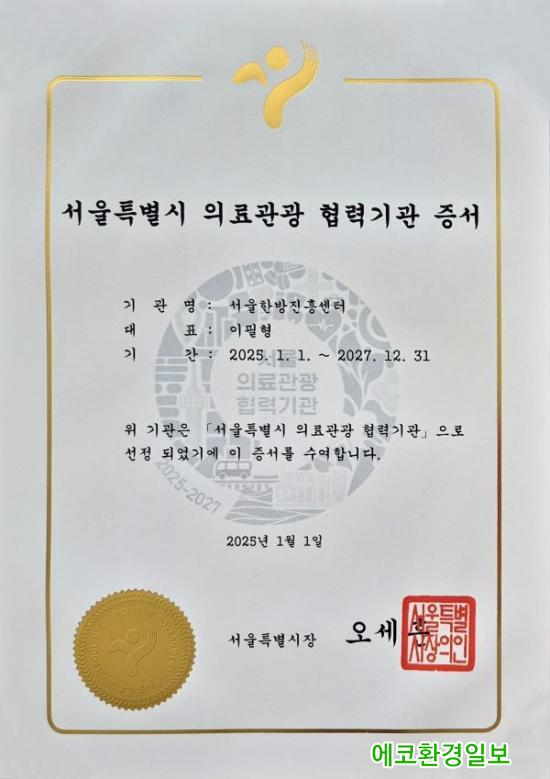 서울특별시 의료관광 협력기관 증서
기 관 명 : 서울한방진흥센터
대 표 : 이필형
기 간 : 2025. 1. 1. ~ 2027. 12. 31
서울
의료관광
협력기관
위 기관은 「서울특별시 의료관광 협력기관」으로
선정 되었기에 이 증서를 수여합니다.
2025-2027
2025년 1월 1일
서울특별시장 오세훈
서울특별
시장의인
에코환경일보